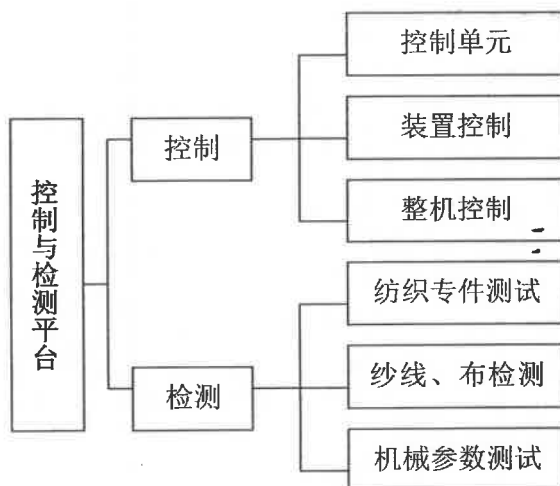 控制与检测平台
控制
控制单元
装置控制
整机控制
检测
纺织专件测试
纱线、布检测
机械参数测试